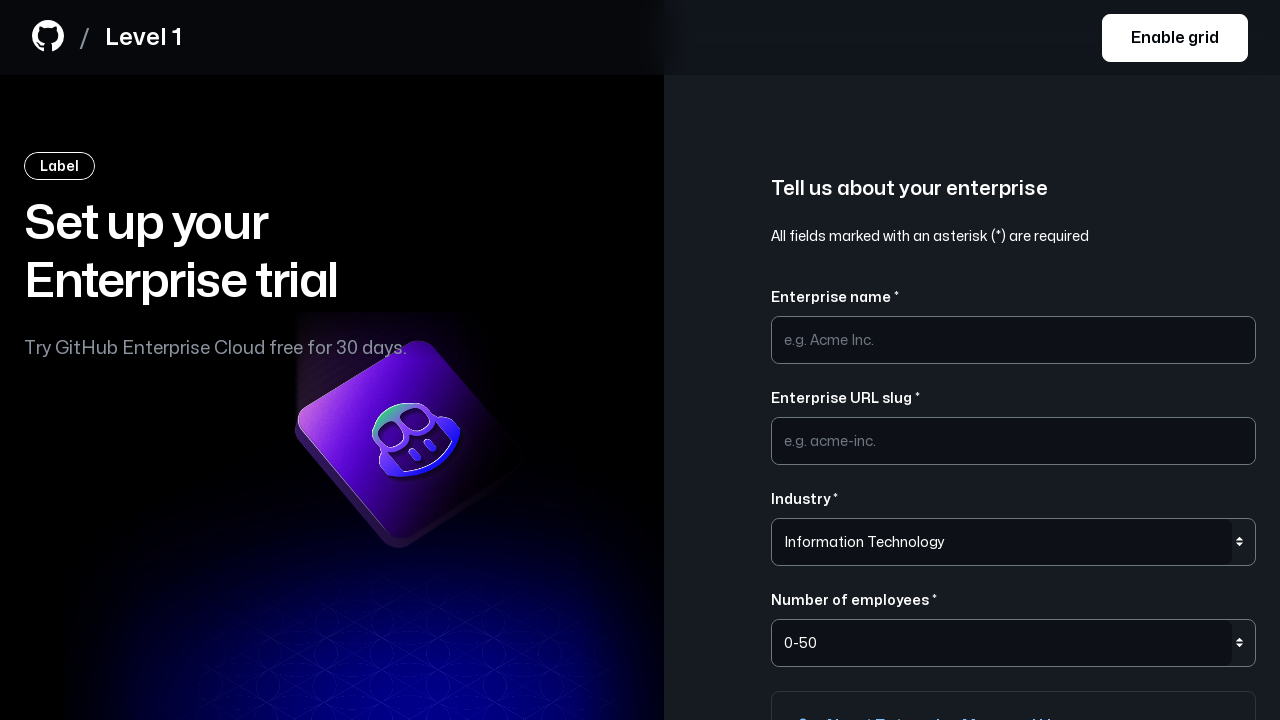 / Level 1
Enable grid
Label
Set up your
Enterprise trial
Try GitHub Enterprise Cloud free for 30 days.
Tell us about your enterprise
All fields marked with an asterisk (*) are required
Enterprise name *
e.g. Acme Inc.
Enterprise URL slug *
e.g. acme-inc.
Industry *
Information Technology
Number of employees *
0-50